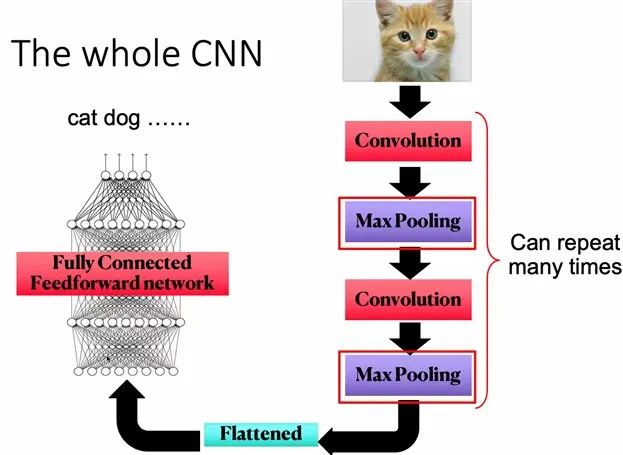 The whole CNN
cat dog ……
Convolution
Max Pooling
Convolution
Max Pooling
Can repeat
many times
Flattened
Fully Connected
Feedforward network